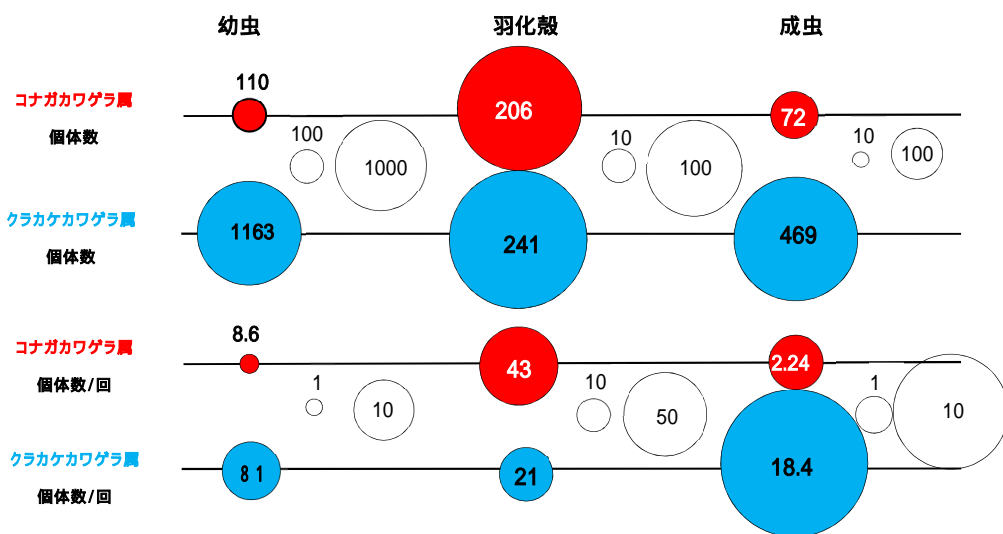 幼虫 羽化殻 成虫
110
コナガカワゲラ属 206 72
個体数
100 1000 10 100 10 100
クラカケカワゲラ属
1163 241 469
個体数
8.6
コナガカワゲラ属
43 2.24
個体数/回
1 10 10 50 1 10
クラカケカワゲラ属
8 1 21 18.4
個体数/回